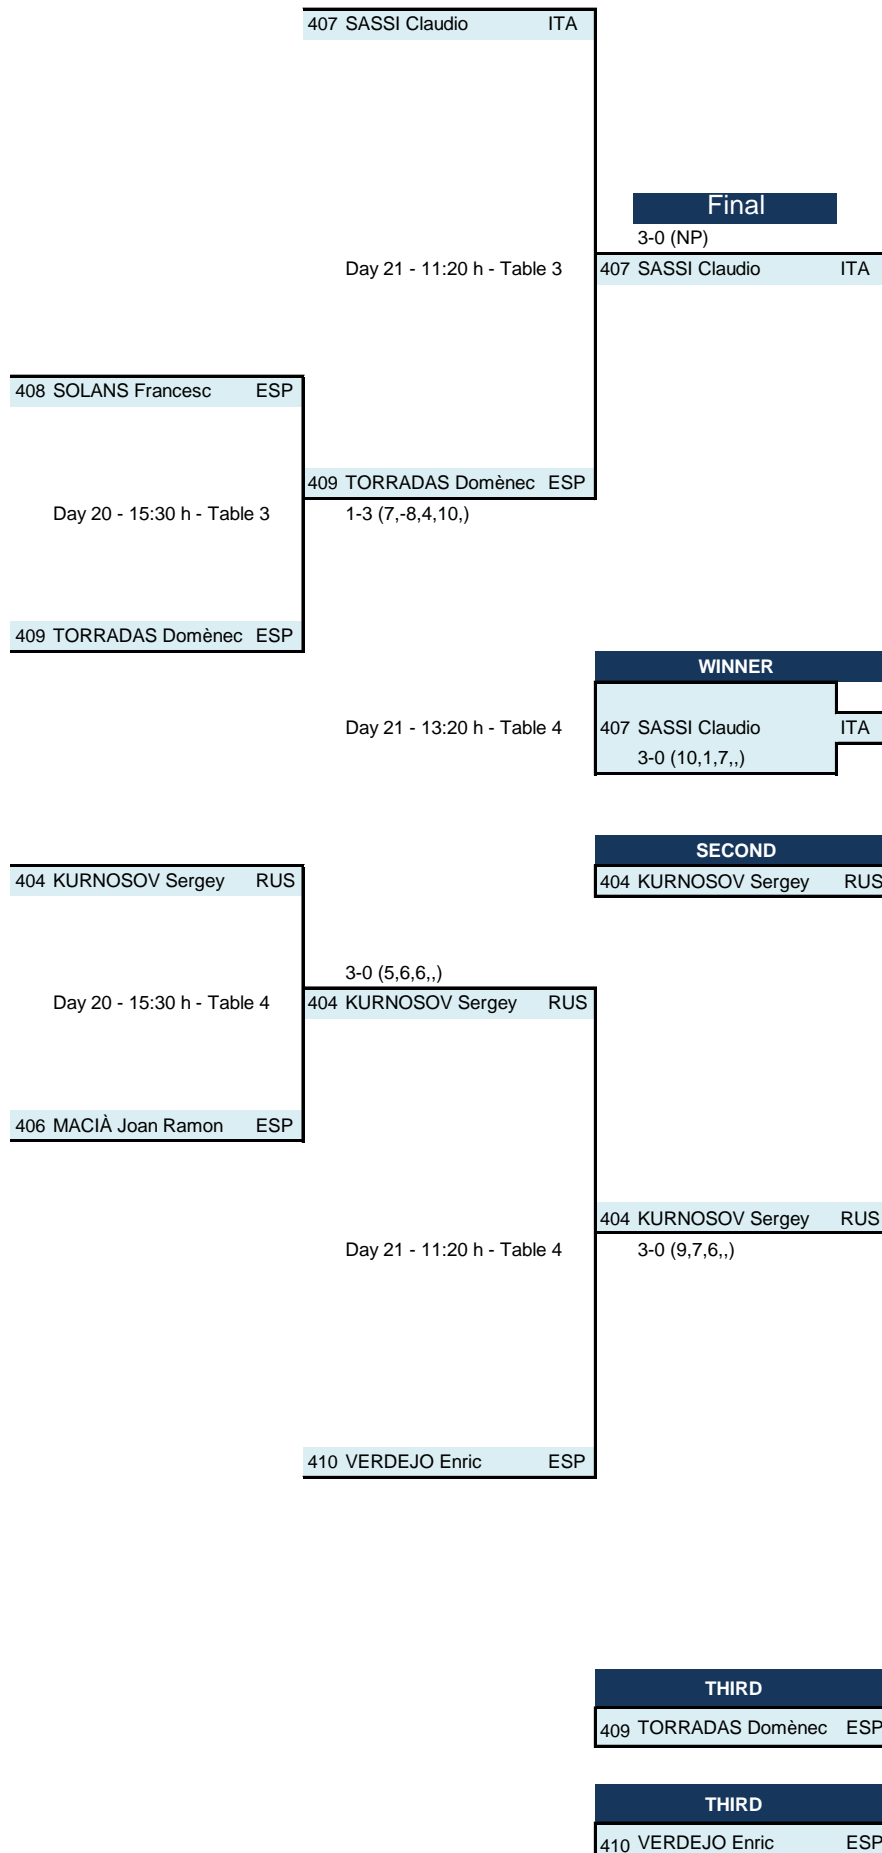 407 SASSI Claudio ITA
Final
3-0 (NP)
Day 21 - 11:20 h - Table 3 407 SASSI Claudio ITA
408 SOLANS Francesc ESP
409 TORRADAS Domènec ESP
Day 20 - 15:30 h - Table 3 1-3 (7,-8,4,10,)
409 TORRADAS Domènec ESP
WINNER
Day 21 - 13:20 h - Table 4 407 SASSI Claudio ITA
3-0 (10,1,7,,)
SECOND
404 KURNOSOV Sergey RUS 404 KURNOSOV Sergey RUS
3-0 (5,6,6,,)
Day 20 - 15:30 h - Table 4 404 KURNOSOV Sergey RUS
406 MACIÀ Joan Ramon ESP
404 KURNOSOV Sergey RUS
Day 21 - 11:20 h - Table 4 3-0 (9,7,6,,)
410 VERDEJO Enric ESP
THIRD
409 TORRADAS Domènec ESP
THIRD
410 VERDEJO Enric ESP